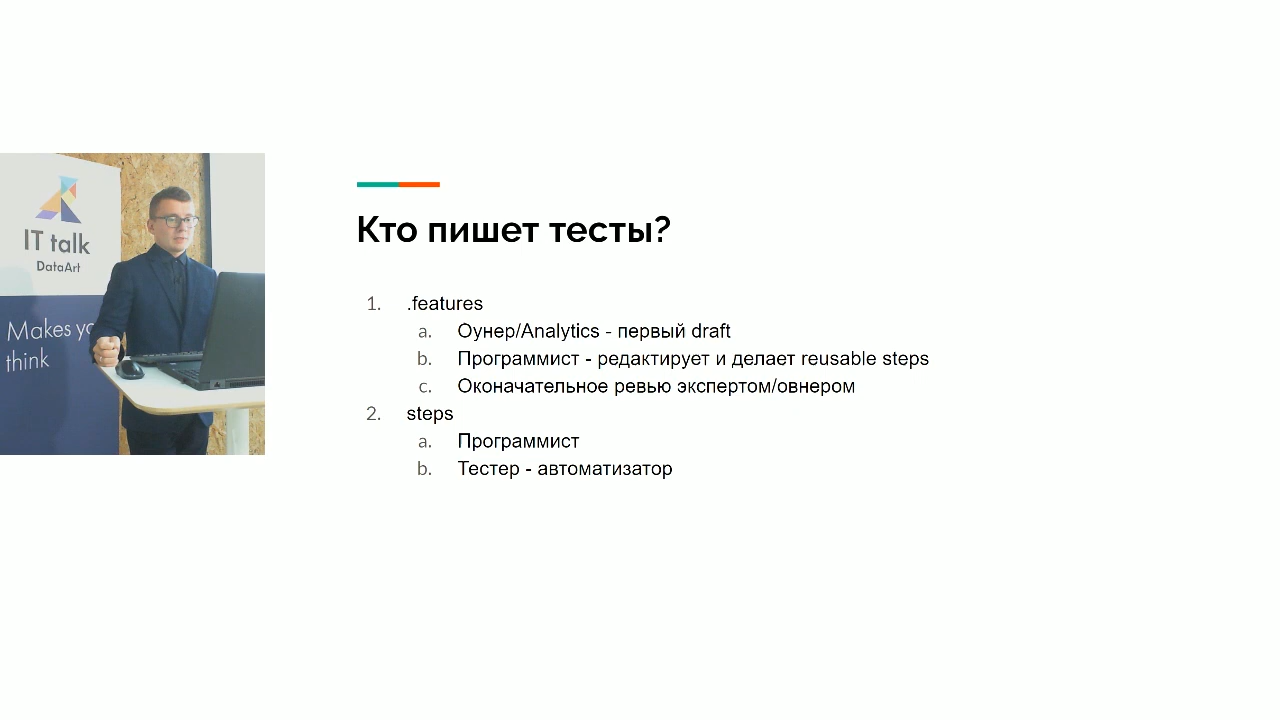 IT talk
DataArt
Makes yo
think
Кто пишет тесты?
1. .features
a. Оунер/Analytics - первый draft
b. Программист - редактирует и делает reusable steps
c. Оконачательное ревью экспертом/овнером
2. steps
a. Программист
b. Тестер - автоматизатор